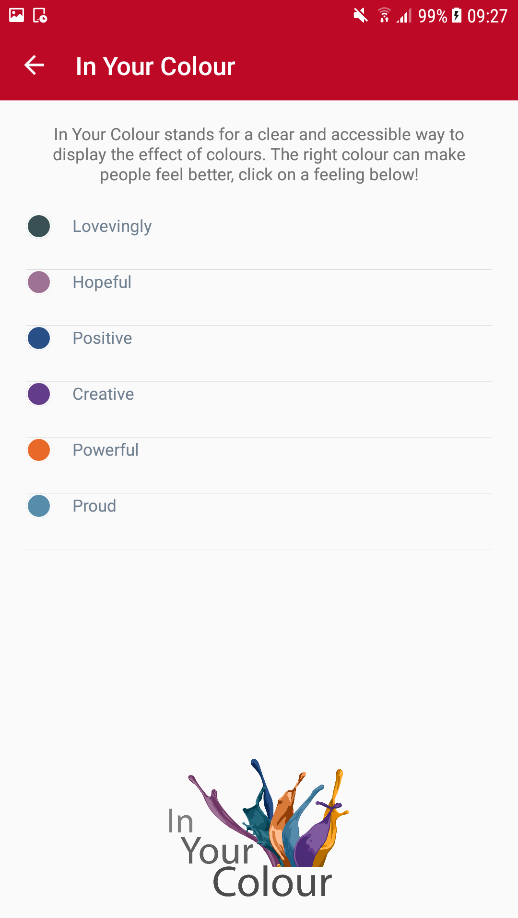 99% 09:27
In Your Colour
In Your Colour stands for a clear and accessible way to
display the effect of colours. The right colour can make
people feel better, click on a feeling below!
Lovevingly
Hopeful
Positive
Creative
Powerful
Proud
In
Your
Colour